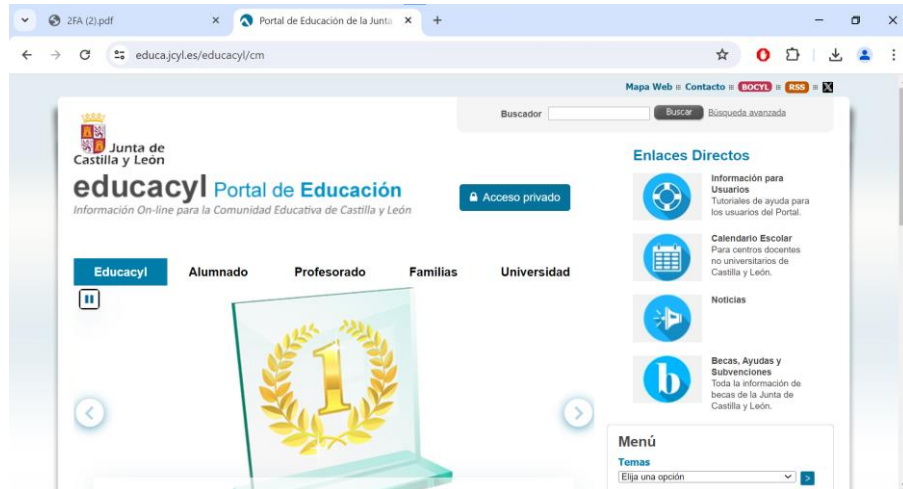 2FA (2).pdf
Portal de Educación de la Junta
educa.jcyl.es/educacyl/cm
Mapa Web
Contacto
BOCYL
RSS
X
Buscador
Buscar
Búsqueda avanzada
Junta de
Castilla y León
educacyl Portal de Educación
Información On-line para la Comunidad Educativa de Castilla y León
Acceso privado
Educacyl
Alumnado
Profesorado
Familias
Universidad
1
Enlaces Directos
Información para
Usuarios
Tutoriales de ayuda para
los usuarios del Portal.
Calendario Escolar
Para centros docentes
no universitarios de
Castilla y León.
Noticias
b
Becas, Ayudas y
Subvenciones
Toda la información de
becas de la Junta de
Castilla y León.
Menú
Temas
Elija una opción
>